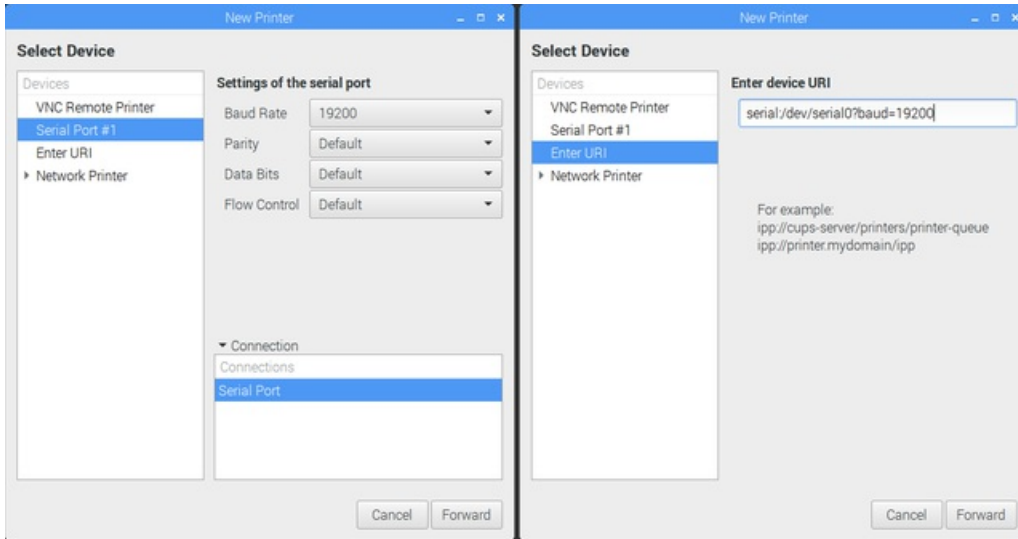 New Printer
Select Device
Devices
VNC Remote Printer
Serial Port #1
Enter URI
Network Printer
Settings of the serial port
Baud Rate 19200
Parity Default
Data Bits Default
Flow Control Default
Connection
Connections
Serial Port
Cancel Forward
New Printer
Select Device
Devices
VNC Remote Printer
Serial Port #1
Enter URI
Network Printer
Enter device URI
serial:/dev/serial0?baud=19200
For example:
ipp://cups-server/printers/printer-queue
ipp://printer.mydomain/ipp
Cancel Forward